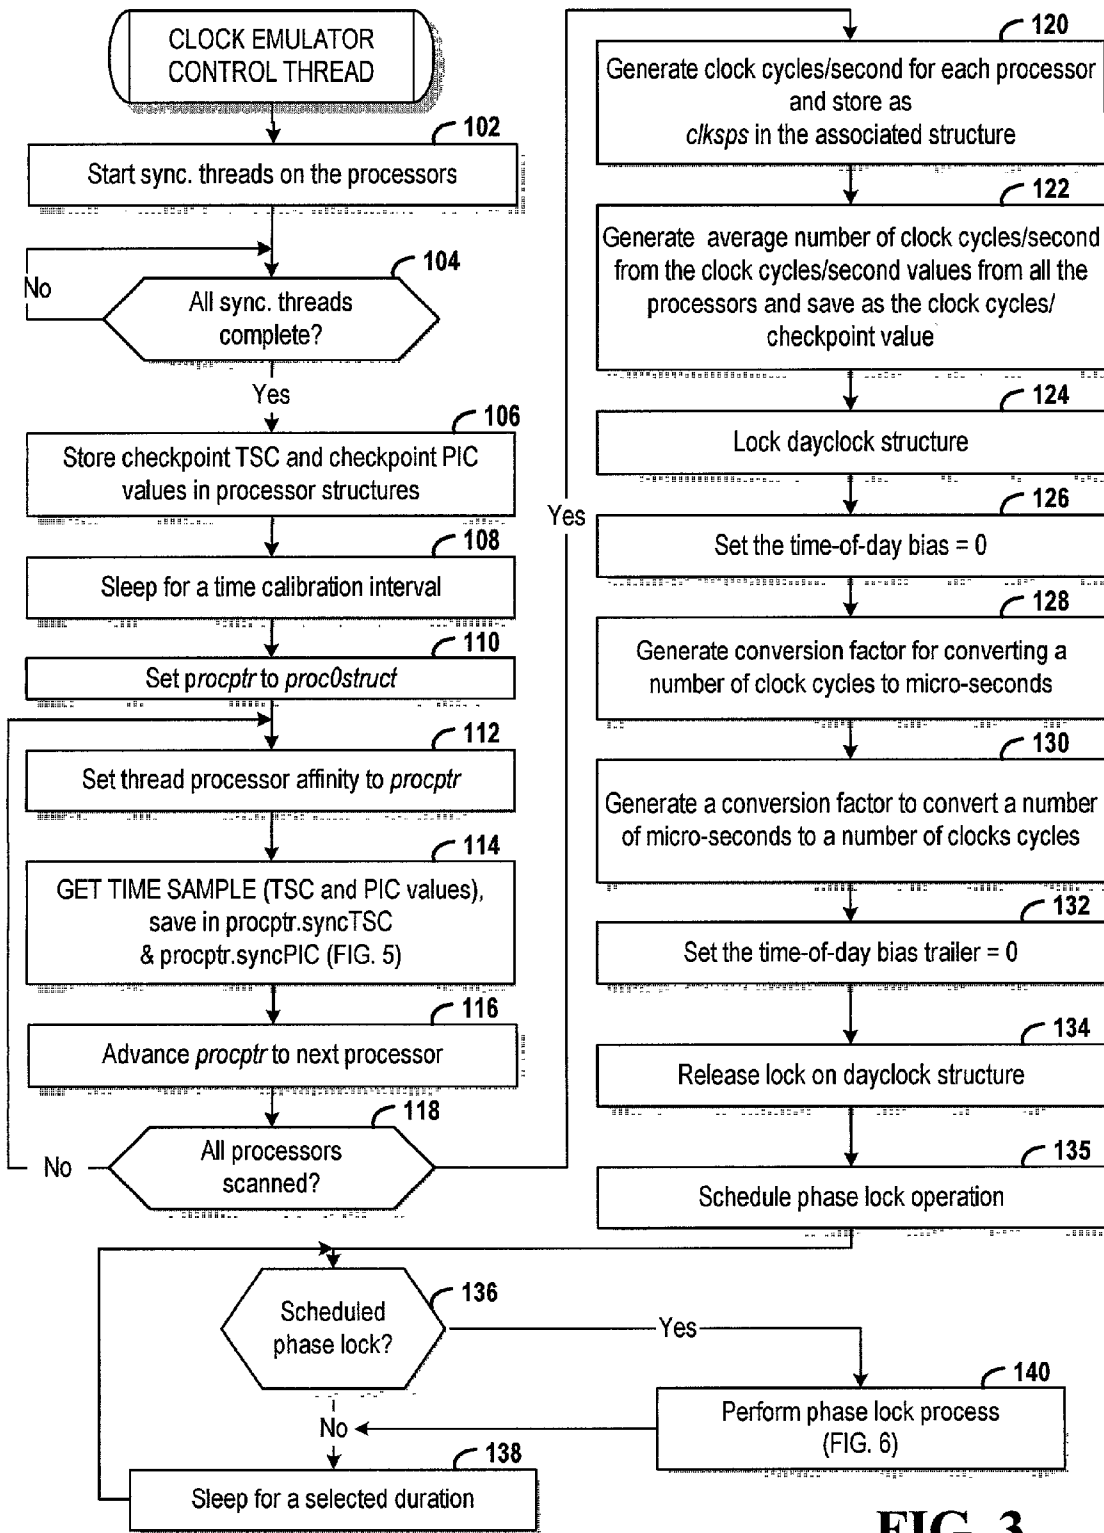 CLOCK EMULATOR
CONTROL THREAD
102
Start sync. threads on the processors
No
104
All sync. threads
complete?
Yes
106
Store checkpoint TSC and checkpoint PIC
values in processor structures
108
Sleep for a time calibration interval
110
Set procptr to proc0struct
112
Set thread processor affinity to procptr
114
GET TIME SAMPLE (TSC and PIC values),
save in procptr.syncTSC
& procptr.syncPIC (FIG. 5)
116
Advance procptr to next processor
118
All processors
scanned?
No
Yes
120
Generate clock cycles/second for each processor
and store as
clksps in the associated structure
122
Generate average number of clock cycles/second
from the clock cycles/second values from all the
processors and save as the clock cycles/
checkpoint value
124
Lock dayclock structure
126
Set the time-of-day bias = 0
128
Generate conversion factor for converting a
number of clock cycles to micro-seconds
130
Generate a conversion factor to convert a number
of micro-seconds to a number of clocks cycles
132
Set the time-of-day bias trailer = 0
134
Release lock on dayclock structure
135
Schedule phase lock operation
136
Scheduled
phase lock?
Yes
140
Perform phase lock process
(FIG. 6)
No
138
Sleep for a selected duration
FIG. 3